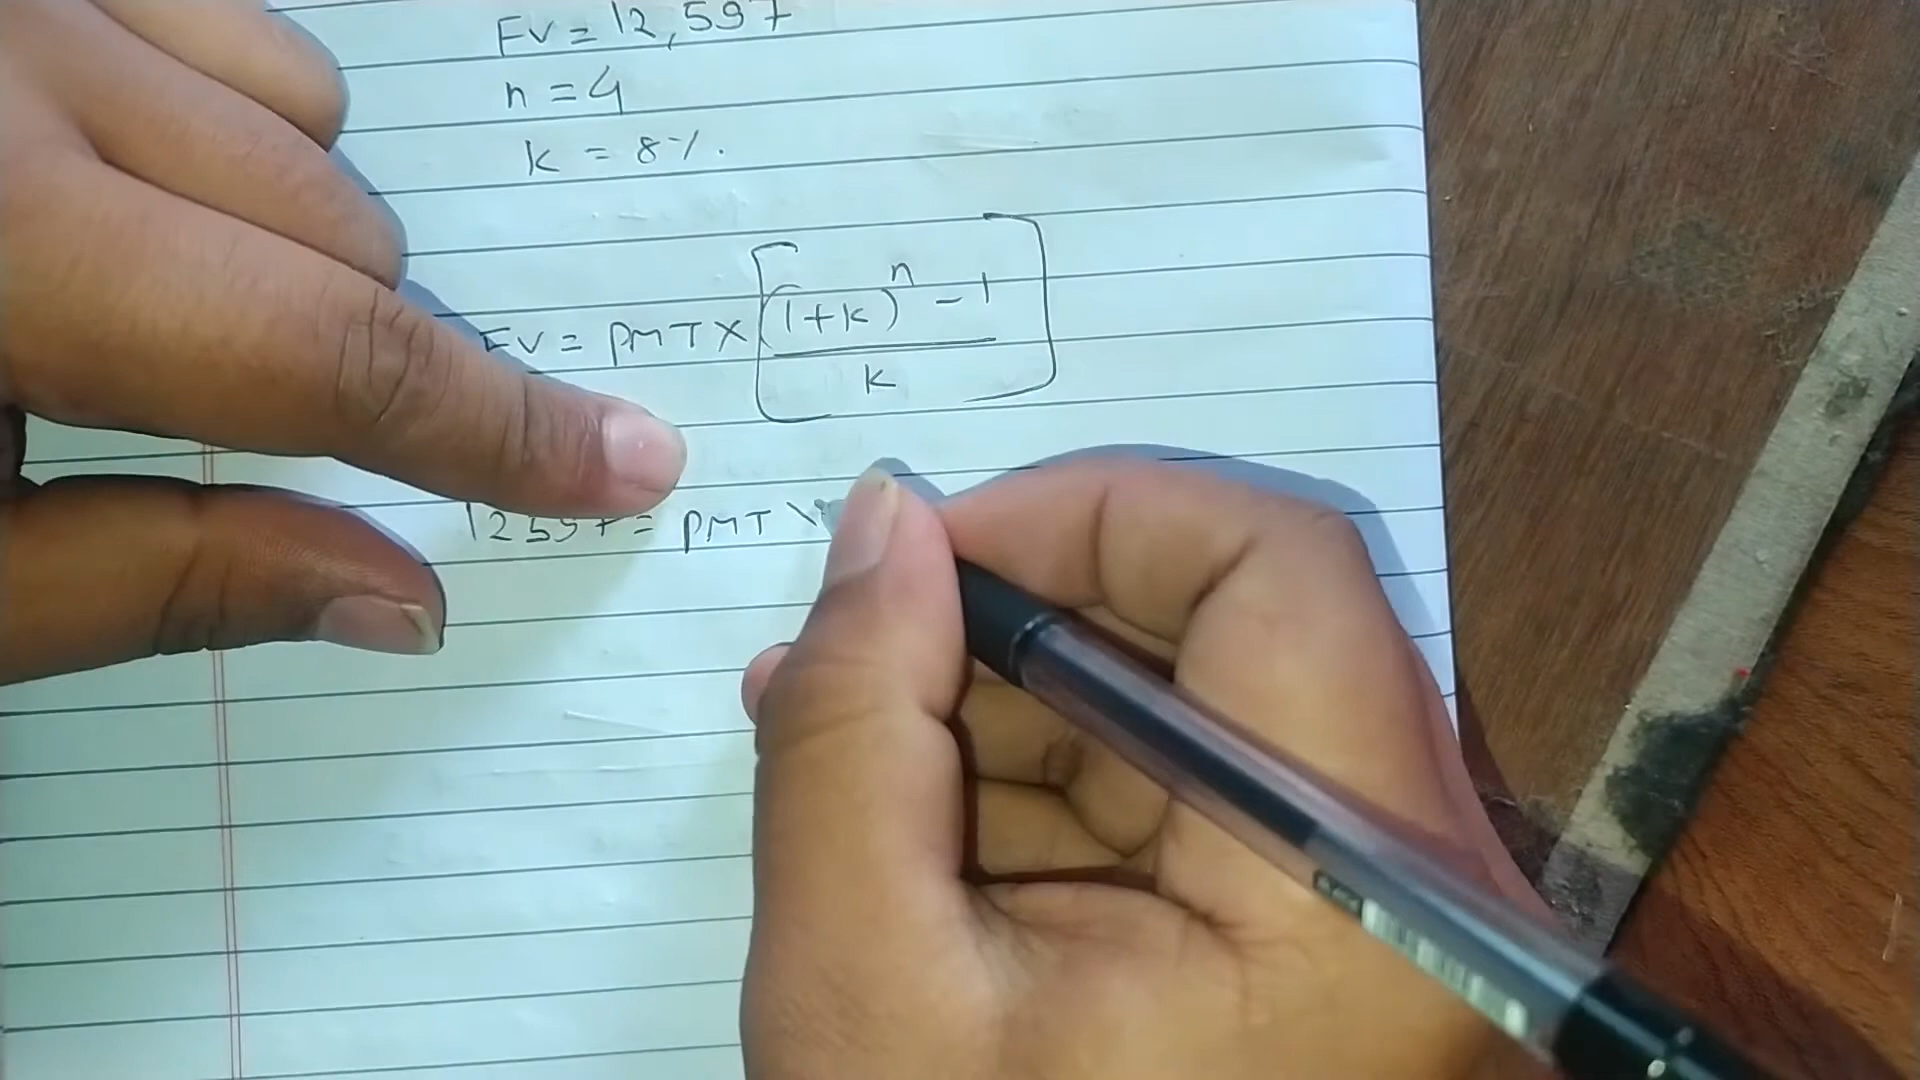 FV = 12,597
n = 4
k = 8%.
FV = PMT X [(1+k)^n - 1
k]
12597 = PMT